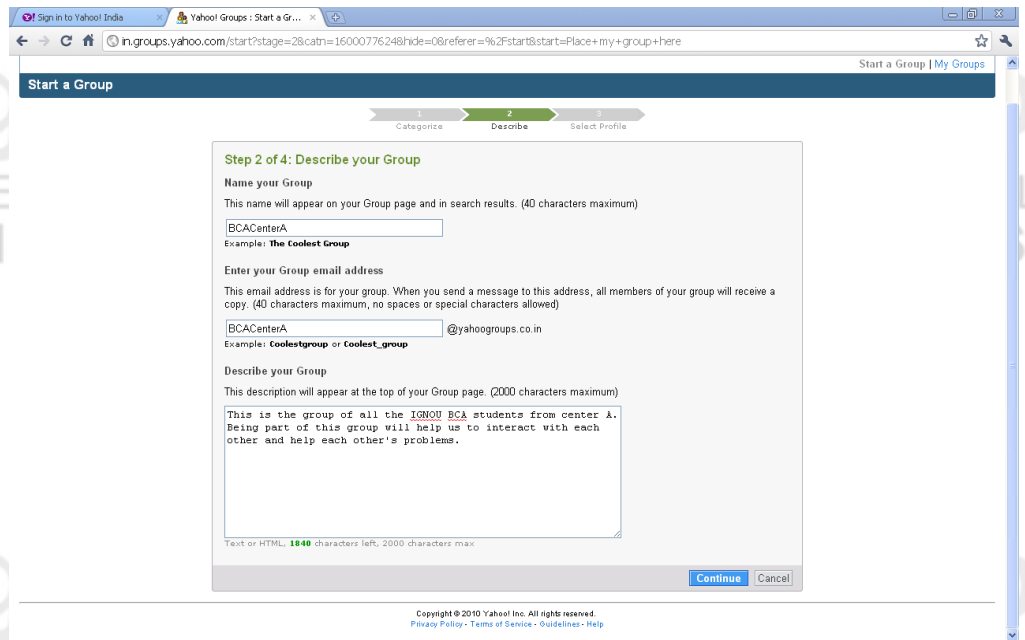 Sign in to Yahoo! India
Yahoo! Groups : Start a Gr...
in.groups.yahoo.com/start?stage=2&catn=1600077624&hide=0&referer=%2Fstart&start=Place+my+group+here
Start a Group | My Groups
Start a Group
1 2 3
Categorize Describe Select Profile
Step 2 of 4: Describe your Group
Name your Group
This name will appear on your Group page and in search results. (40 characters maximum)
BCACenterA
Example: The Coolest Group
Enter your Group email address
This email address is for your group. When you send a message to this address, all members of your group will receive a
copy. (40 characters maximum, no spaces or special characters allowed)
BCACenterA @yahoogroups.co.in
Example: Coolestgroup or Coolest_group
Describe your Group
This description will appear at the top of your Group page. (2000 characters maximum)
This is the group of all the IGNOU BCA students from center A.
Being part of this group will help us to interact with each
other and help each other's problems.
Text or HTML, 1840 characters left, 2000 characters max
Continue Cancel
Copyright © 2010 Yahoo! Inc. All rights reserved.
Privacy Policy - Terms of Service - Guidelines - Help